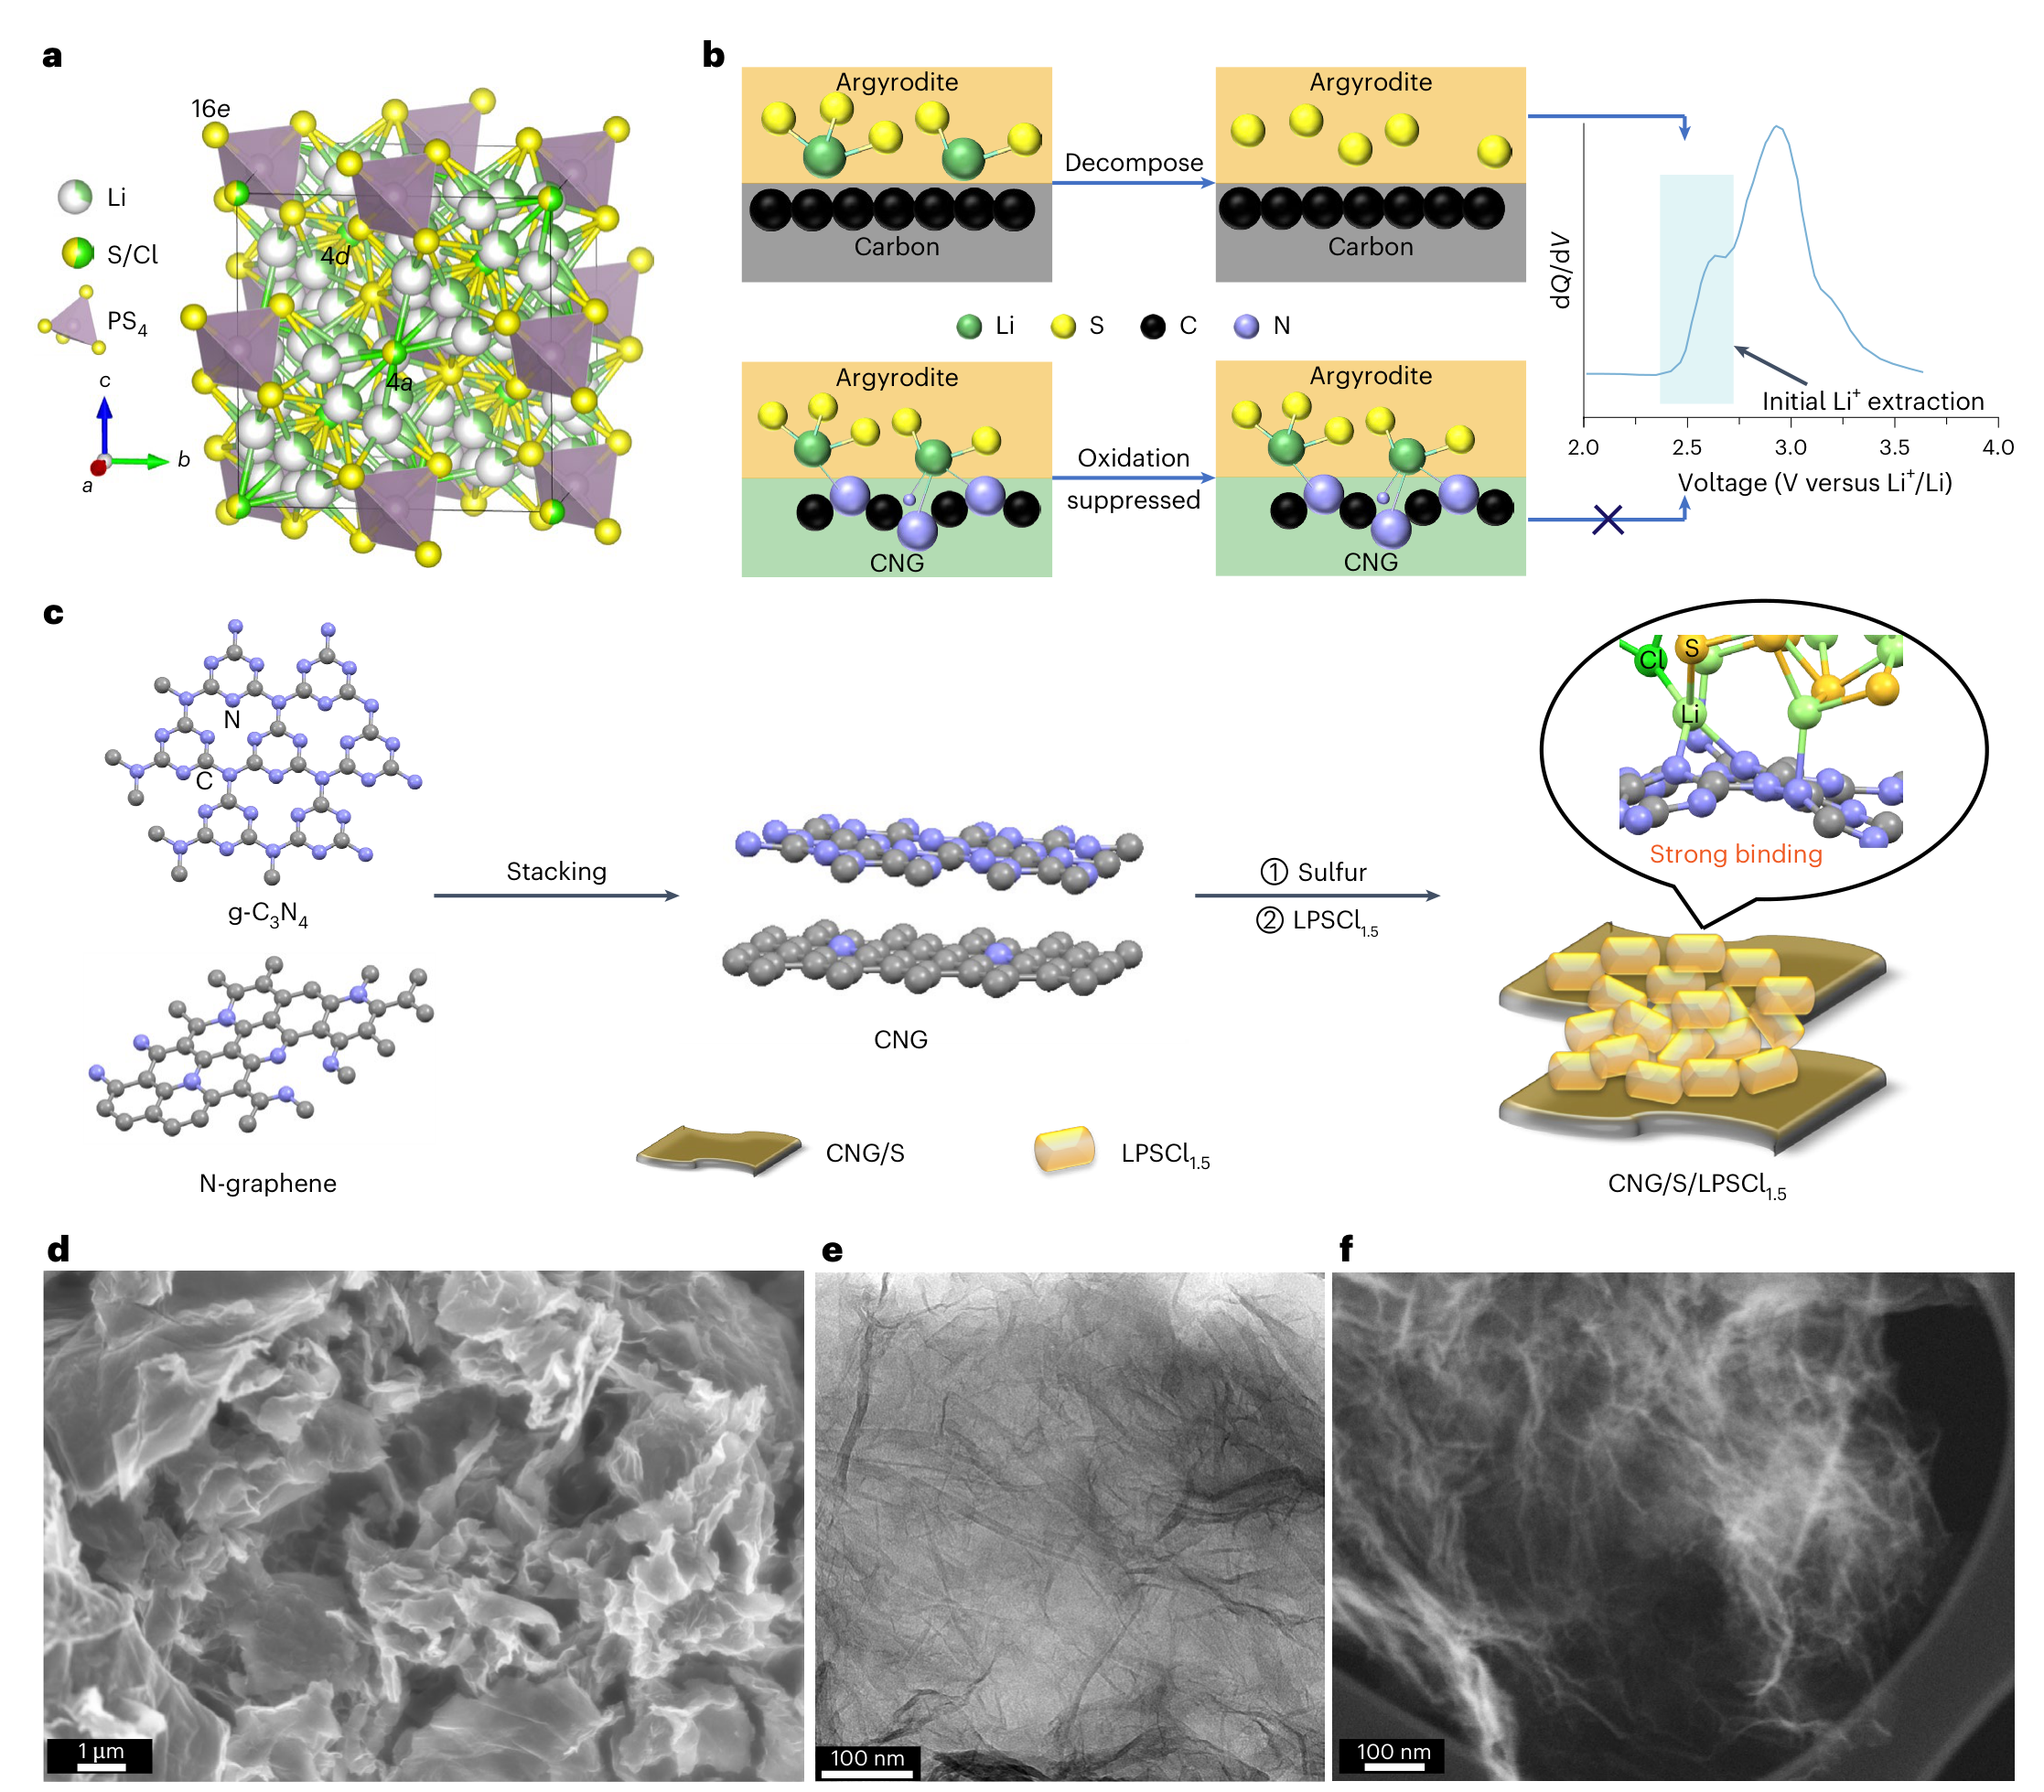 a
16e
Li
S/Cl
PS4
4d
4a
c
b
a
b
Argyrodite
Argyrodite
Decompose
Carbon
Carbon
Li
S
C
N
Argyrodite
Argyrodite
Oxidation
suppressed
CNG
CNG
dQ/dV
Initial Li+ extraction
2.0
2.5
3.0
3.5
4.0
Voltage (V versus Li+/Li)
c
N
C
g-C3N4
N-graphene
Stacking
CNG
① Sulfur
② LPSCl1.5
Cl
S
Li
Strong binding
CNG/S
LPSCl1.5
CNG/S/LPSCl1.5
d
1 µm
e
100 nm
f
100 nm